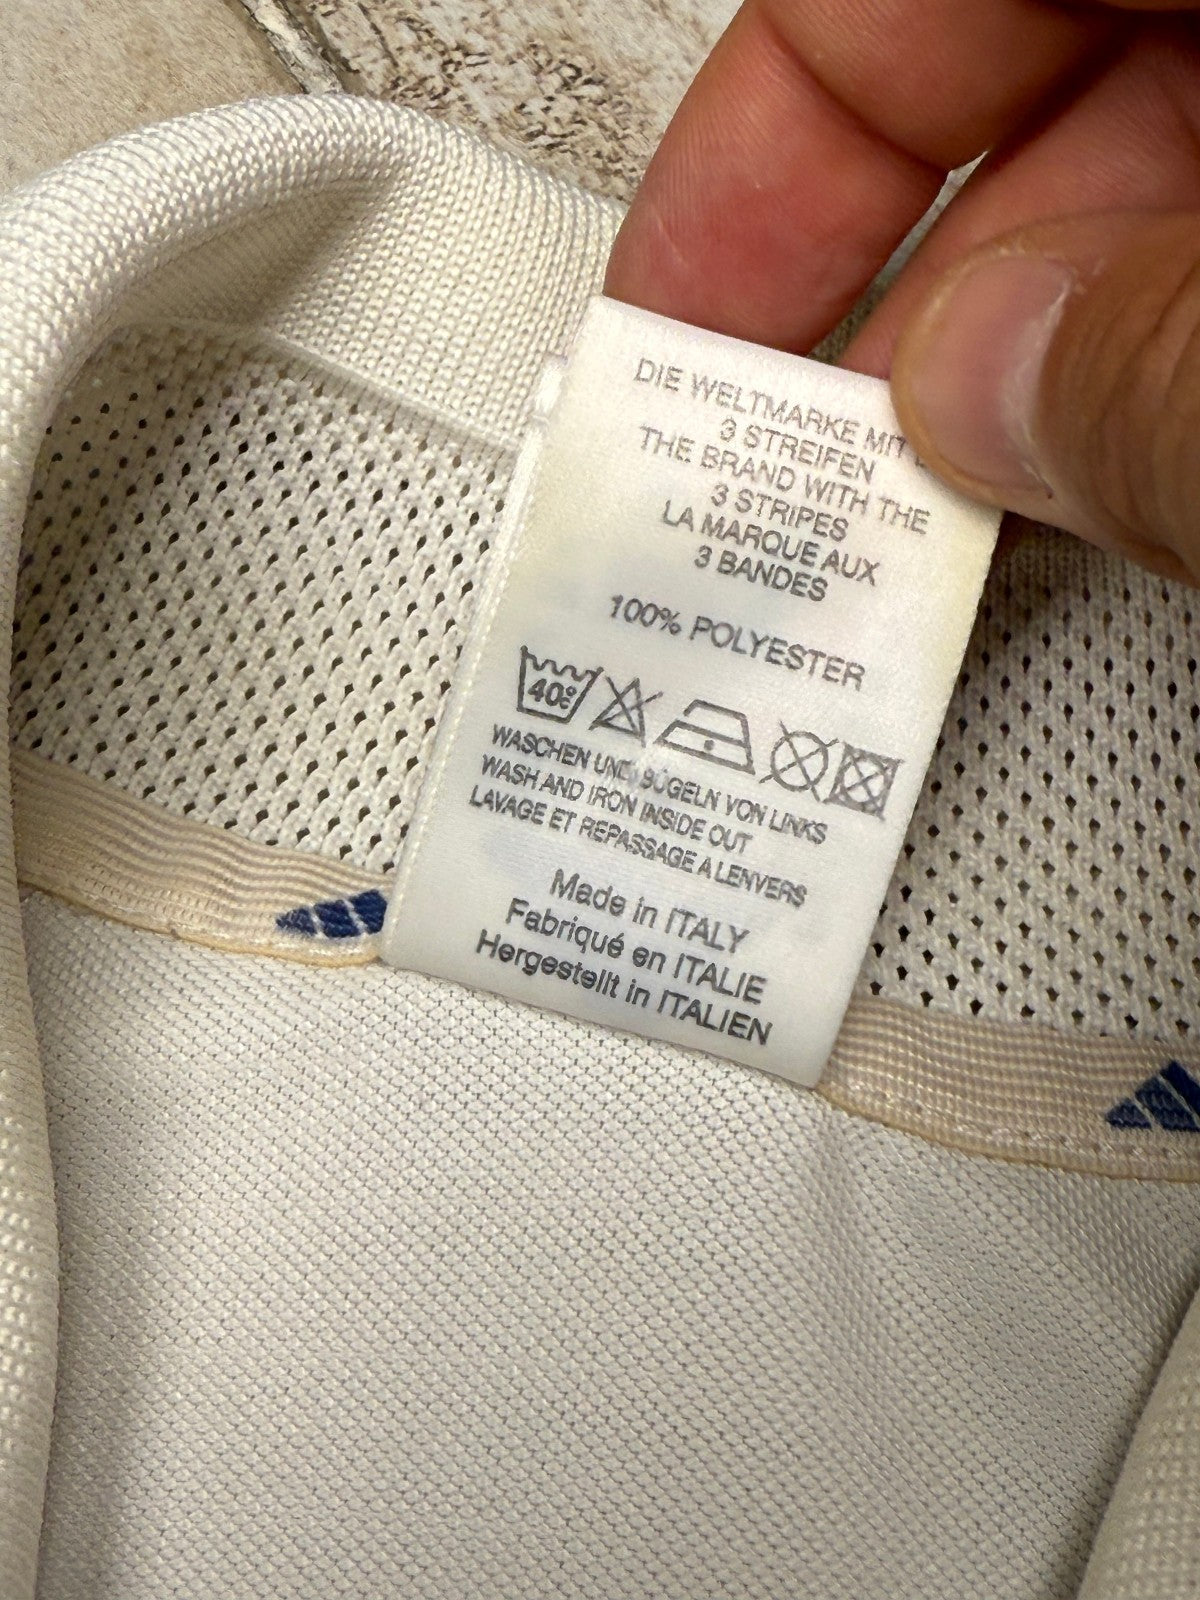 DIE WELTMARKE MIT
3 STREIFEN
THE BRAND WITH THE
3 STRIPES
LA MARQUE AUX
3 BANDES
100% POLYESTER
40°C
WASCHEN UND BÜGELN VON LINKS
WASH AND IRON INSIDE OUT
LAVAGE ET REPASSAGE A LENVERS
Made in ITALY
Fabriqué en ITALIE
Hergestellt in ITALIEN